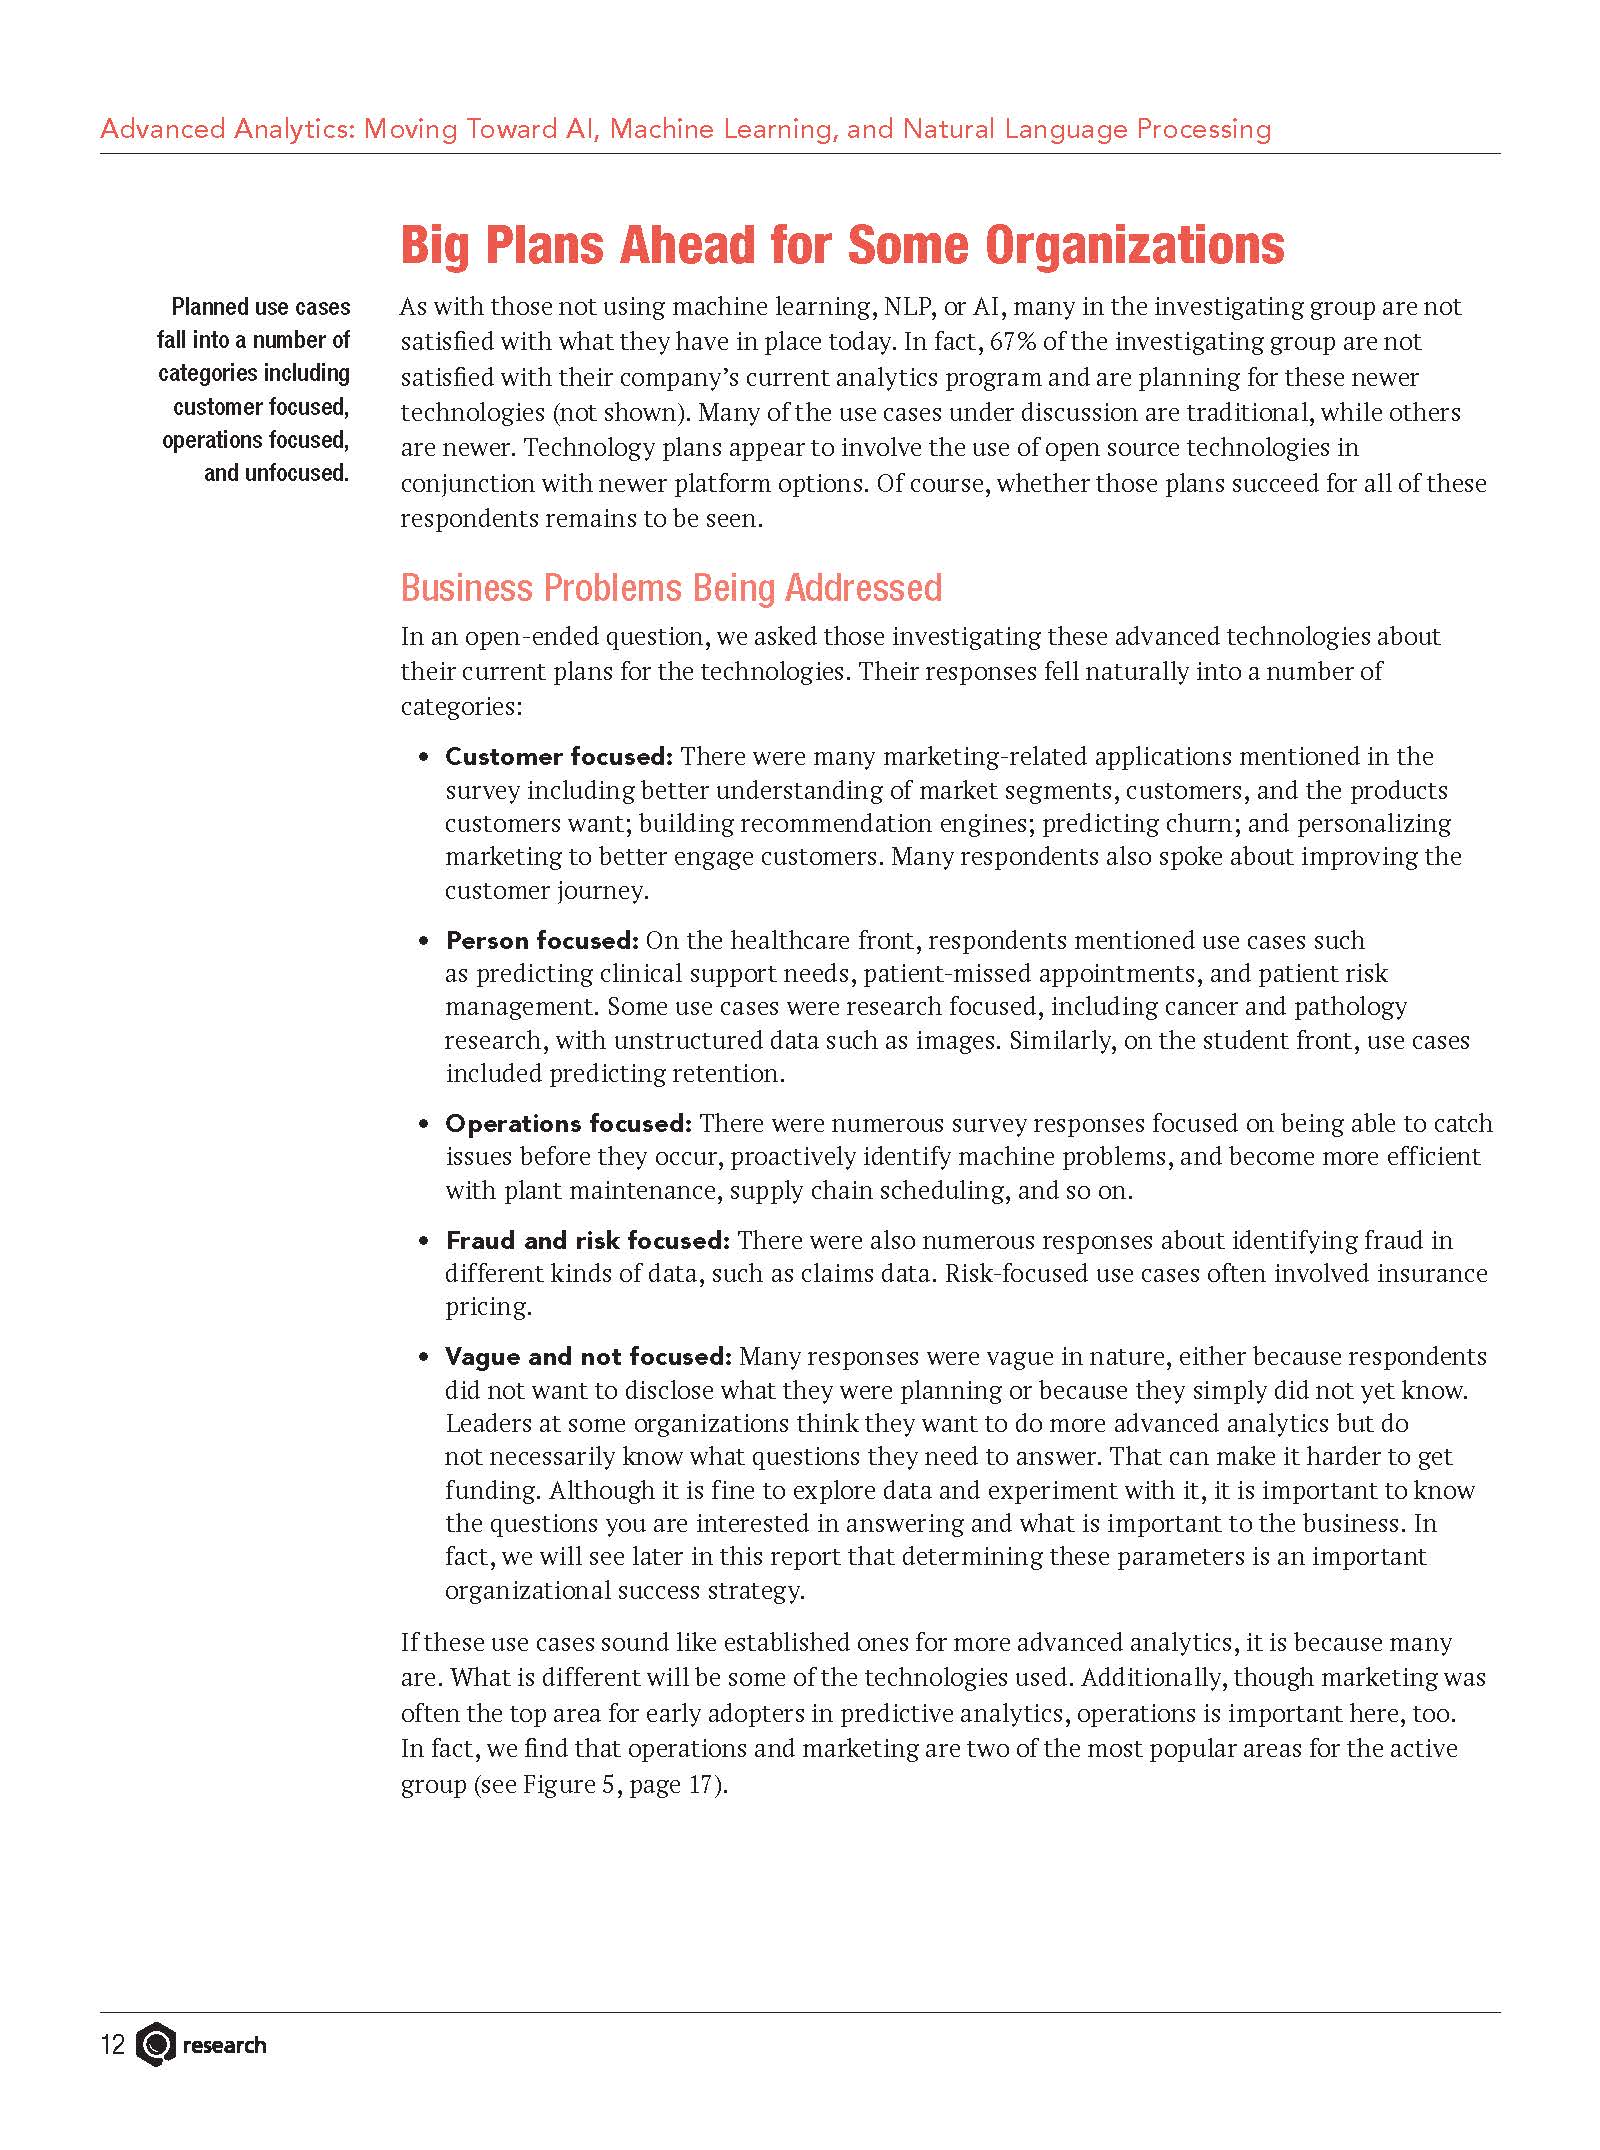 Advanced Analytics: Moving Toward AI, Machine Learning, and Natural Language Processing
Big Plans Ahead for Some Organizations
Planned use cases
fall into a number of
categories including
customer focused,
operations focused,
and unfocused.
As with those not using machine learning, NLP, or AI, many in the investigating group are not
satisfied with what they have in place today. In fact, 67% of the investigating group are not
satisfied with their company’s current analytics program and are planning for these newer
technologies (not shown). Many of the use cases under discussion are traditional, while others
are newer. Technology plans appear to involve the use of open source technologies in
conjunction with newer platform options. Of course, whether those plans succeed for all of these
respondents remains to be seen.
Business Problems Being Addressed
In an open-ended question, we asked those investigating these advanced technologies about
their current plans for the technologies. Their responses fell naturally into a number of
categories:
• Customer focused: There were many marketing-related applications mentioned in the
survey including better understanding of market segments, customers, and the products
customers want; building recommendation engines; predicting churn; and personalizing
marketing to better engage customers. Many respondents also spoke about improving the
customer journey.
• Person focused: On the healthcare front, respondents mentioned use cases such
as predicting clinical support needs, patient-missed appointments, and patient risk
management. Some use cases were research focused, including cancer and pathology
research, with unstructured data such as images. Similarly, on the student front, use cases
included predicting retention.
• Operations focused: There were numerous survey responses focused on being able to catch
issues before they occur, proactively identify machine problems, and become more efficient
with plant maintenance, supply chain scheduling, and so on.
• Fraud and risk focused: There were also numerous responses about identifying fraud in
different kinds of data, such as claims data. Risk-focused use cases often involved insurance
pricing.
• Vague and not focused: Many responses were vague in nature, either because respondents
did not want to disclose what they were planning or because they simply did not yet know.
Leaders at some organizations think they want to do more advanced analytics but do
not necessarily know what questions they need to answer. That can make it harder to get
funding. Although it is fine to explore data and experiment with it, it is important to know
the questions you are interested in answering and what is important to the business. In
fact, we will see later in this report that determining these parameters is an important
organizational success strategy.
If these use cases sound like established ones for more advanced analytics, it is because many
are. What is different will be some of the technologies used. Additionally, though marketing was
often the top area for early adopters in predictive analytics, operations is important here, too.
In fact, we find that operations and marketing are two of the most popular areas for the active
group (see Figure 5, page 17).
12 research